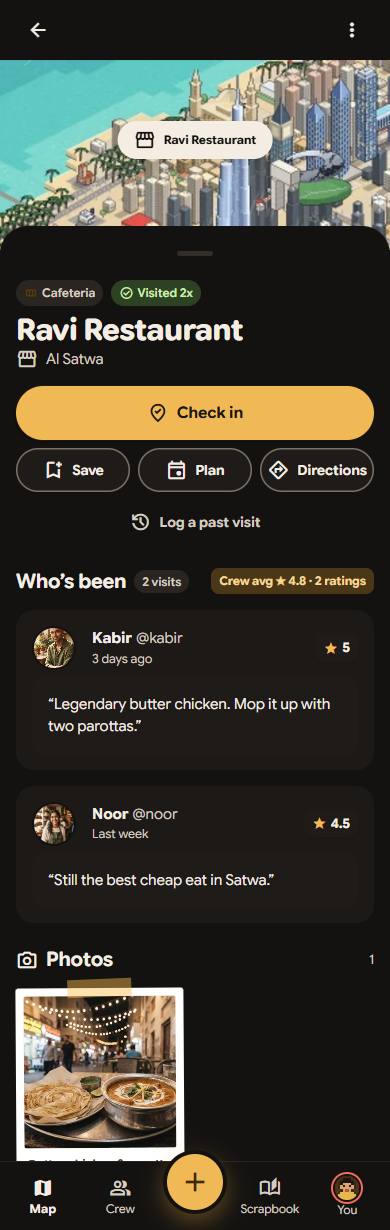 Ravi Restaurant
Cafeteria
Visited 2x
Ravi Restaurant
Al Satwa
Check in
Save
Plan
Directions
Log a past visit
Who's been
2 visits
Crew avg ★ 4.8 · 2 ratings
Kabir @kabir
3 days ago
★ 5
“Legendary butter chicken. Mop it up with
two parottas.”
Noor @noor
Last week
★ 4.5
“Still the best cheap eat in Satwa.”
Photos
1
Map
Crew
Scrapbook
You